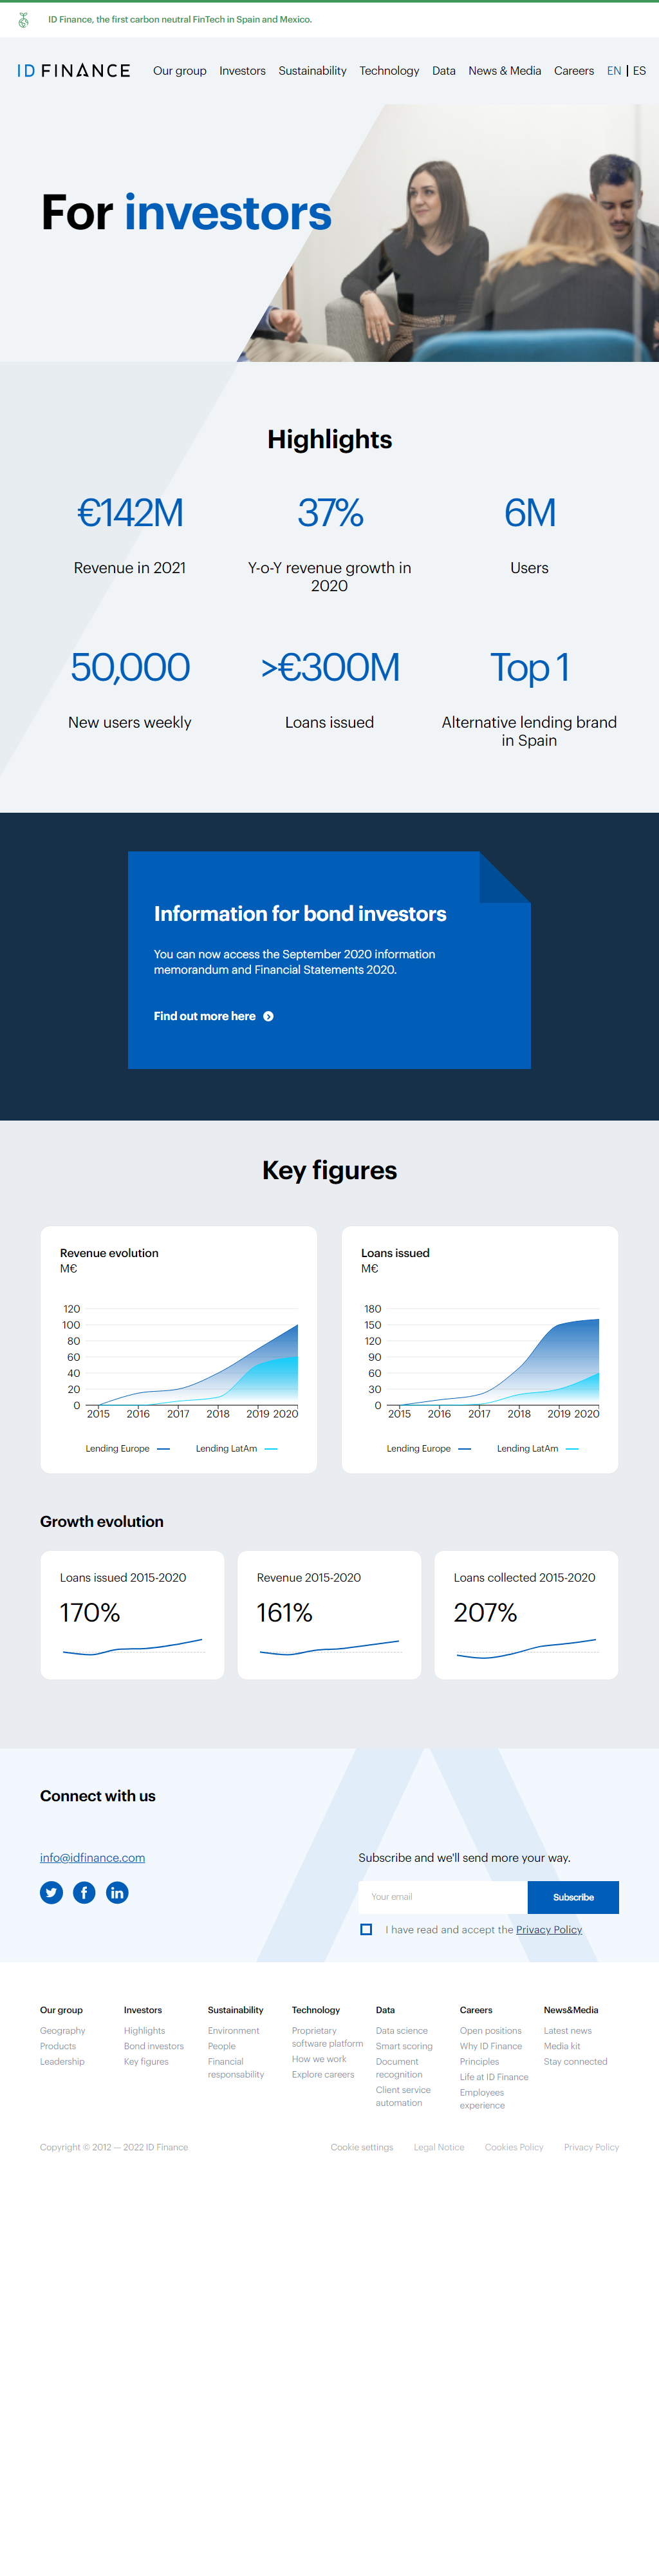 ID Finance, the first carbon neutral FinTech in Spain and Mexico.
ID FINANCE
Our group
Investors
Sustainability
Technology
Data
News & Media
Careers
EN | ES
For investors
Highlights
€142M
37%
6M
Revenue in 2021
Y-o-Y revenue growth in
2020
Users
50,000
>€300M
Top 1
New users weekly
Loans issued
Alternative lending brand
in Spain
Information for bond investors
You can now access the September 2020 information
memorandum and Financial Statements 2020.
Find out more here
Key figures
Revenue evolution
M€
120
100
80
60
40
20
0
2015 2016 2017 2018 2019 2020
Lending Europe
Lending LatAm
Loans issued
M€
180
150
120
90
60
30
0
2015 2016 2017 2018 2019 2020
Lending Europe
Lending LatAm
Growth evolution
Loans issued 2015-2020
170%
Revenue 2015-2020
161%
Loans collected 2015-2020
207%
Connect with us
info@idfinance.com
Subscribe and we'll send more your way.
Your email
Subscribe
I have read and accept the Privacy Policy
Our group
Geography
Products
Leadership
Investors
Highlights
Bond investors
Key figures
Sustainability
Environment
People
Financial
responsability
Technology
Proprietary
software platform
How we work
Explore careers
Data
Data science
Smart scoring
Document
recognition
Client service
automation
Careers
Open positions
Why ID Finance
Principles
Life at ID Finance
Employees
experience
News&Media
Latest news
Media kit
Stay connected
Copyright © 2012 — 2022 ID Finance
Cookie settings
Legal Notice
Cookies Policy
Privacy Policy